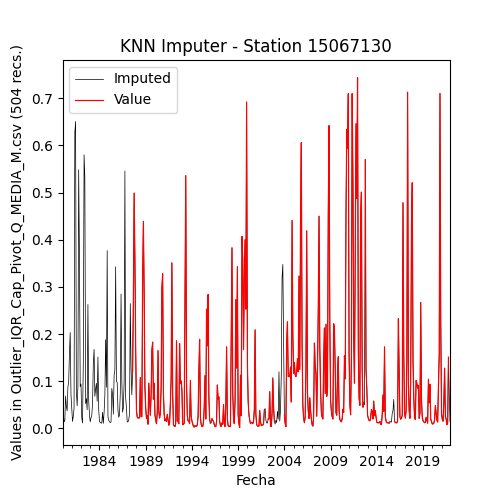 KNN Imputer - Station 15067130
Imputed
Value
Values in Outlier_IQR_Cap_Pivot_Q_MEDIA_M.csv (504 recs.)
0.7
0.6
0.5
0.4
0.3
0.2
0.1
0.0
1984 1989 1994 1999 2004 2009 2014 2019
Fecha